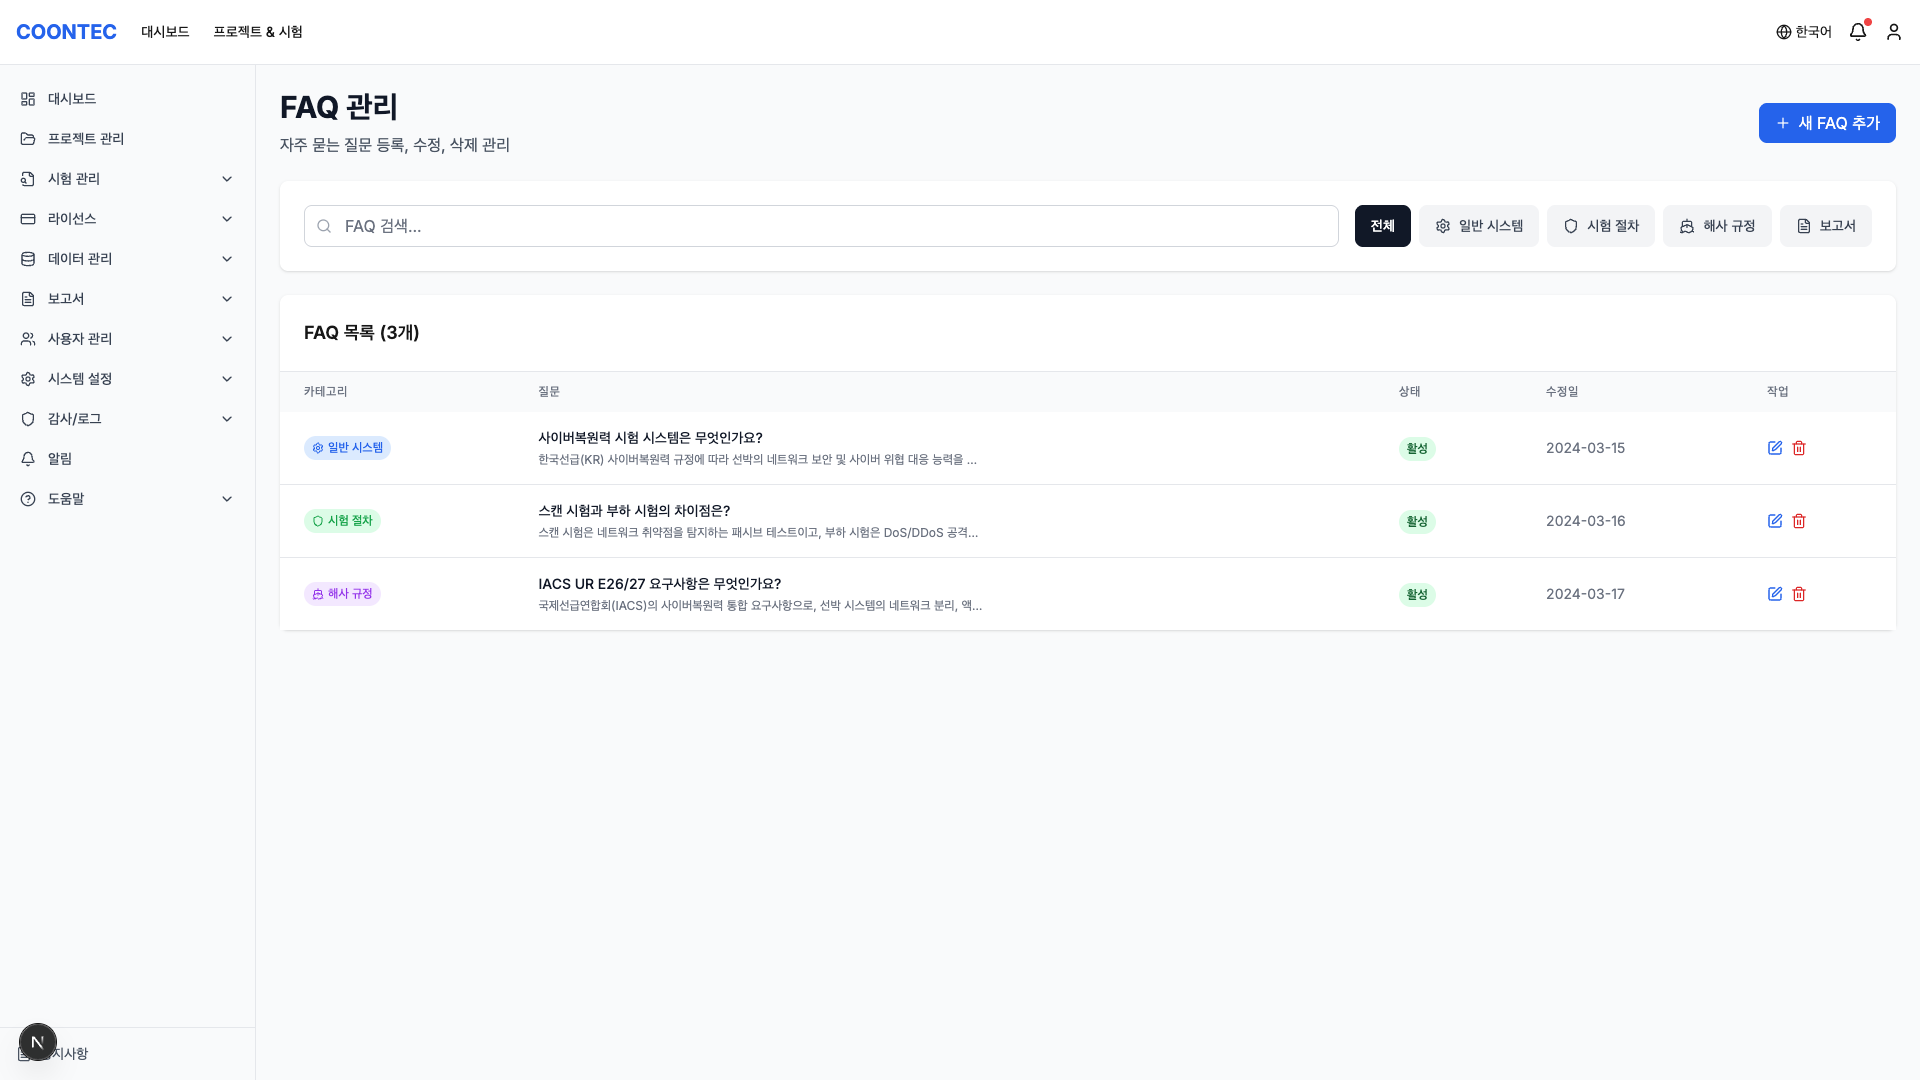 COONTEC
대시보드
프로젝트 & 시험
한국어
대시보드
프로젝트 관리
시험 관리
라이선스
데이터 관리
보고서
사용자 관리
시스템 설정
감사/로그
알림
도움말
N
지사항
FAQ 관리
자주 묻는 질문 등록, 수정, 삭제 관리
새 FAQ 추가
FAQ 검색...
전체
일반 시스템
시험 절차
해사 규정
보고서
FAQ 목록 (3개)
카테고리 질문 상태 수정일 작업
일반 시스템
사이버복원력 시험 시스템은 무엇인가요?
한국선급(KR) 사이버복원력 규정에 따라 선박의 네트워크 보안 및 사이버 위협 대응 능력을 ...
활성
2024-03-15
시험 절차
스캔 시험과 부하 시험의 차이점은?
스캔 시험은 네트워크 취약점을 탐지하는 패시브 테스트이고, 부하 시험은 DoS/DDoS 공격...
활성
2024-03-16
해사 규정
IACS UR E26/27 요구사항은 무엇인가요?
국제선급연합회(IACS)의 사이버복원력 통합 요구사항으로, 선박 시스템의 네트워크 분리, 액...
활성
2024-03-17